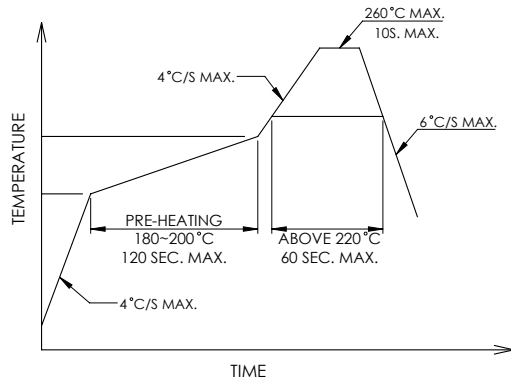 260°C MAX.
10S. MAX.
4°C/S MAX.
6°C/S MAX.
TEMPERATURE
PRE-HEATING
180~200°C
120 SEC. MAX.
ABOVE 220°C
60 SEC. MAX.
4°C/S MAX.
TIME